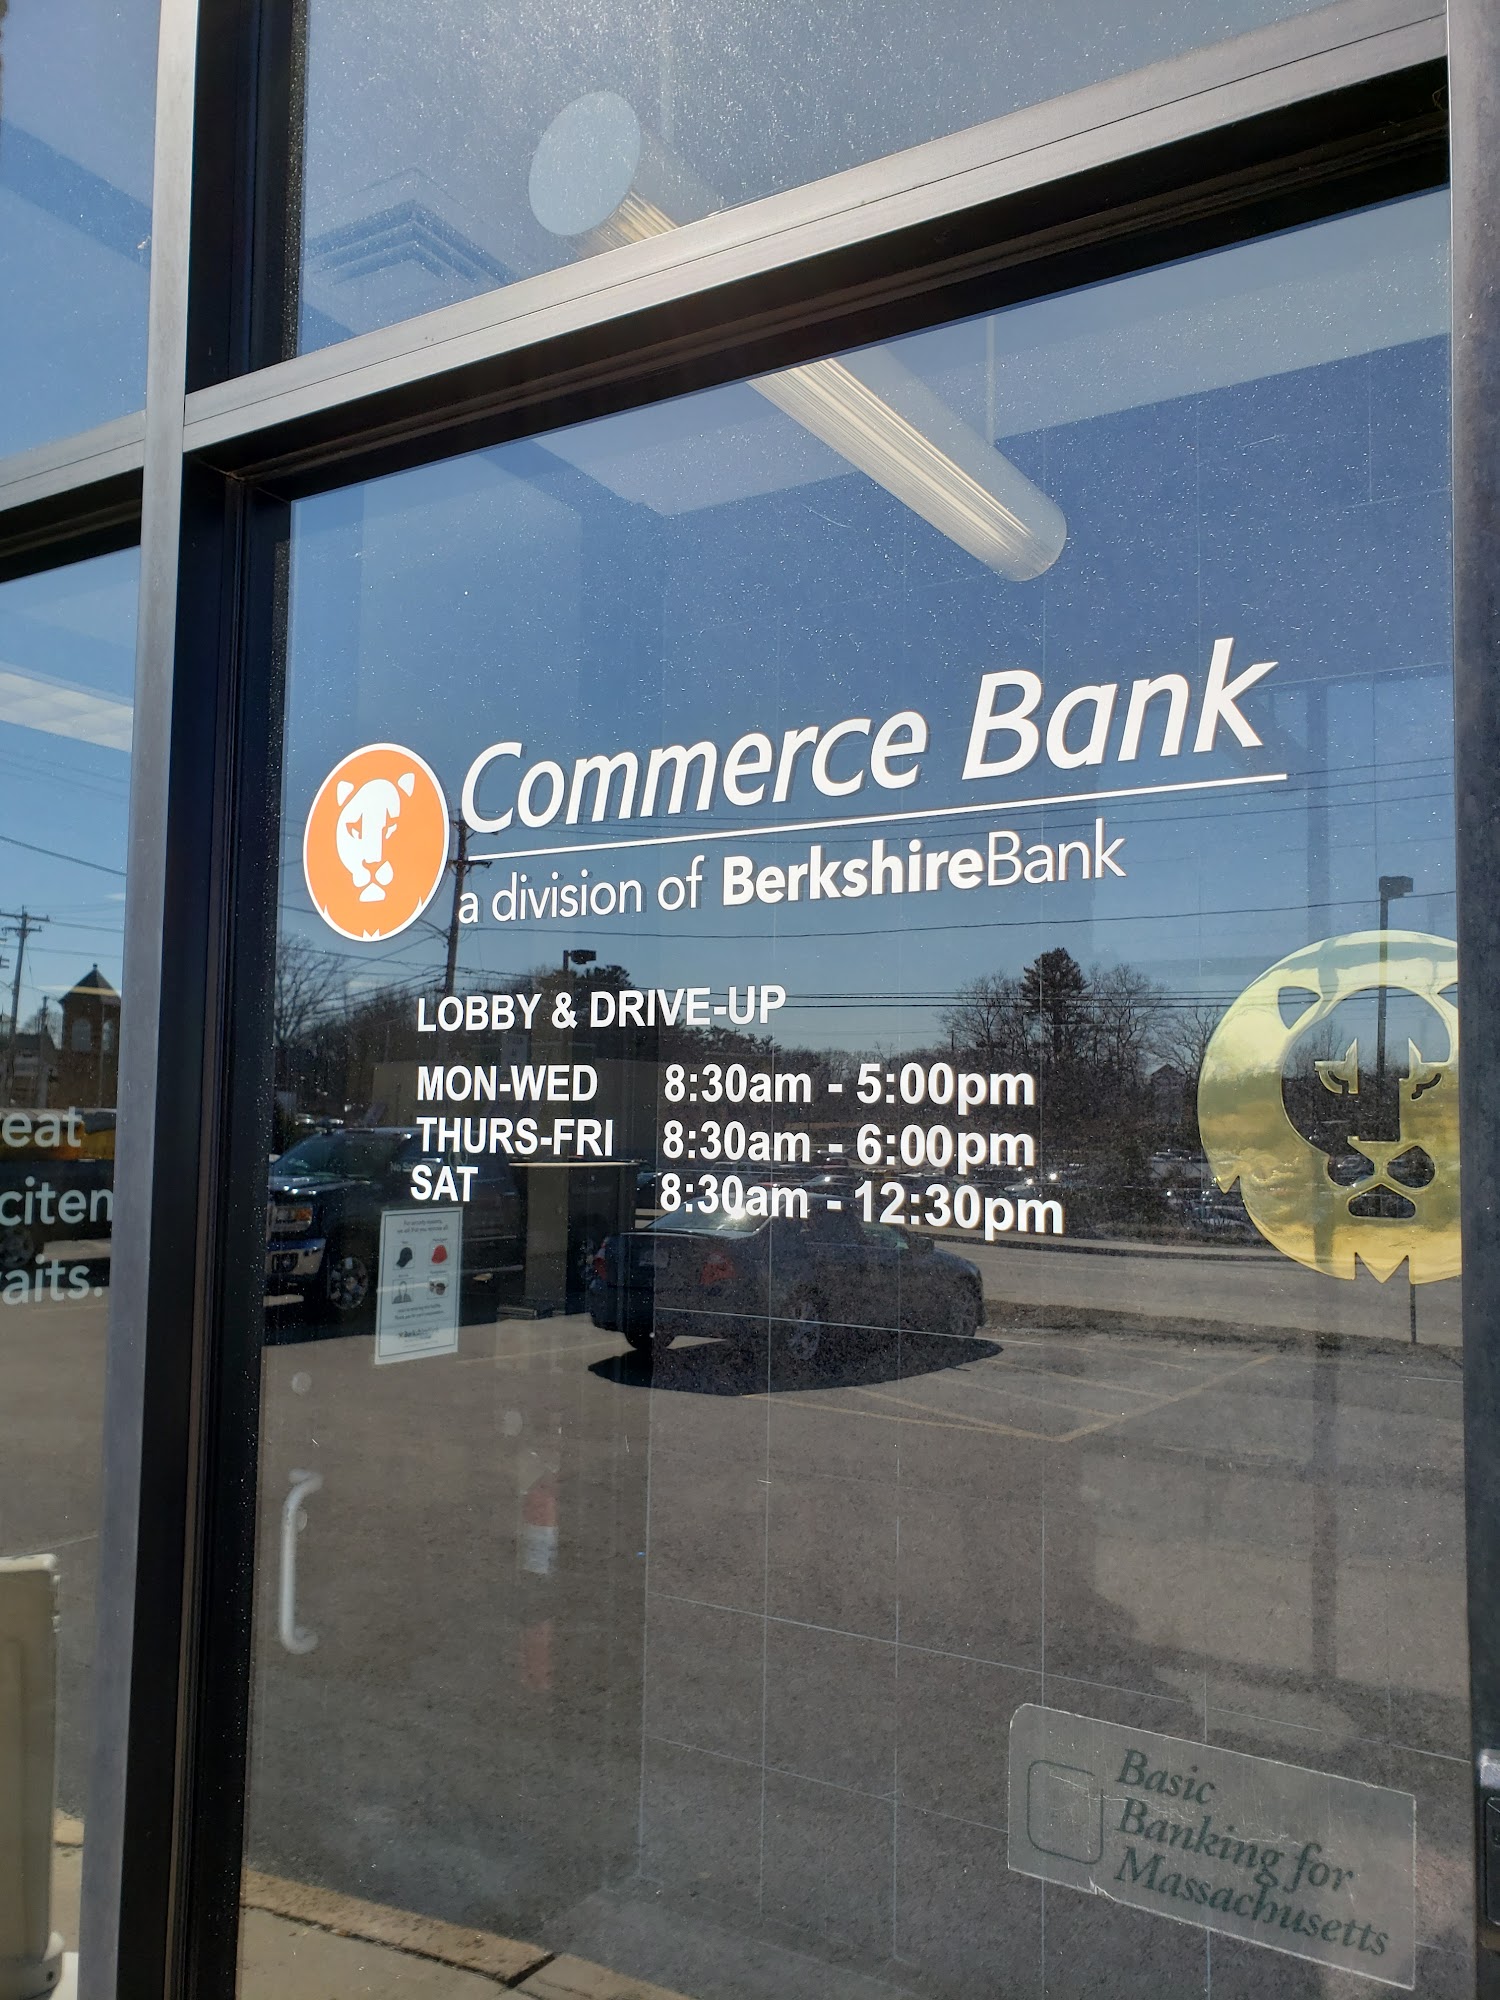 Commerce Bank
a division of BerkshireBank
LOBBY & DRIVE-UP
MON-WED 8:30am - 5:00pm
THURS-FRI 8:30am - 6:00pm
SAT 8:30am - 12:30pm
eat
citem
aits.
Basic
Banking for
Massachusetts